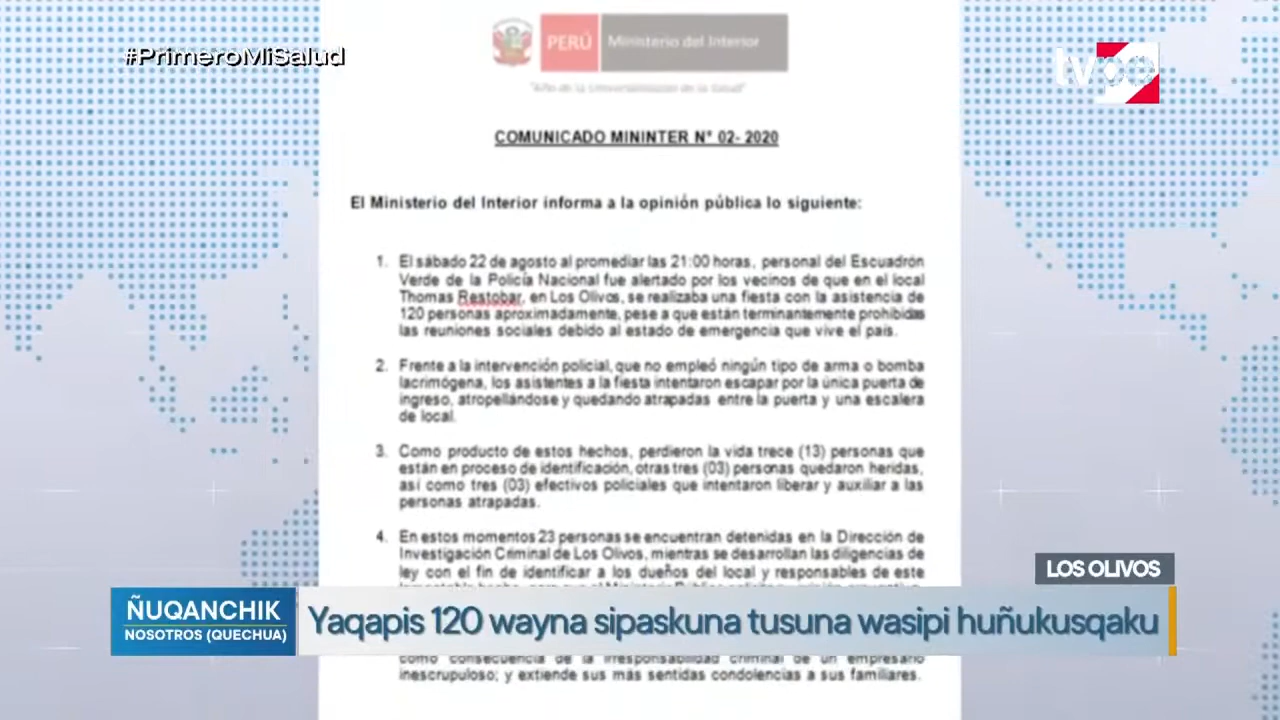 #PrimeroMiSalud
PERÚ Ministerio del Interior
"Año de la Universalización de la Salud"
COMUNICADO MININTER N° 02- 2020
El Ministerio del Interior informa a la opinión pública lo siguiente:
1. El sábado 22 de agosto al promediar las 21:00 horas, personal del Escuadrón
Verde de la Policía Nacional fue alertado por los vecinos de que en el local
Thomas Restobar, en Los Olivos, se realizaba una fiesta con la asistencia de
120 personas aproximadamente, pese a que están terminantemente prohibidas
las reuniones sociales debido al estado de emergencia que vive el país.
2. Frente a la intervención policial, que no empleó ningún tipo de arma o bomba
lacrimógena, los asistentes a la fiesta intentaron escapar por la única puerta de
ingreso, atropellándose y quedando atrapadas entre la puerta y una escalera
de local.
3. Como producto de estos hechos, perdieron la vida trece (13) personas que
están en proceso de identificación, otras tres (03) personas quedaron heridas,
así como tres (03) efectivos policiales que intentaron liberar y auxiliar a las
personas atrapadas.
4. En estos momentos 23 personas se encuentran detenidas en la Dirección de
Investigación Criminal de Los Olivos, mientras se desarrollan las diligencias de
ley con el fin de identificar a los dueños del local y responsables de este
LOS OLIVOS
ÑUQANCHIK
NOSOTROS (QUECHUA)
Yaqapis 120 wayna sipaskuna tusuna wasipi huñukusqaku
como consecuencia de la irresponsabilidad criminal de un empresario
inescrupuloso; y extiende sus más sentidas condolencias a sus familiares.